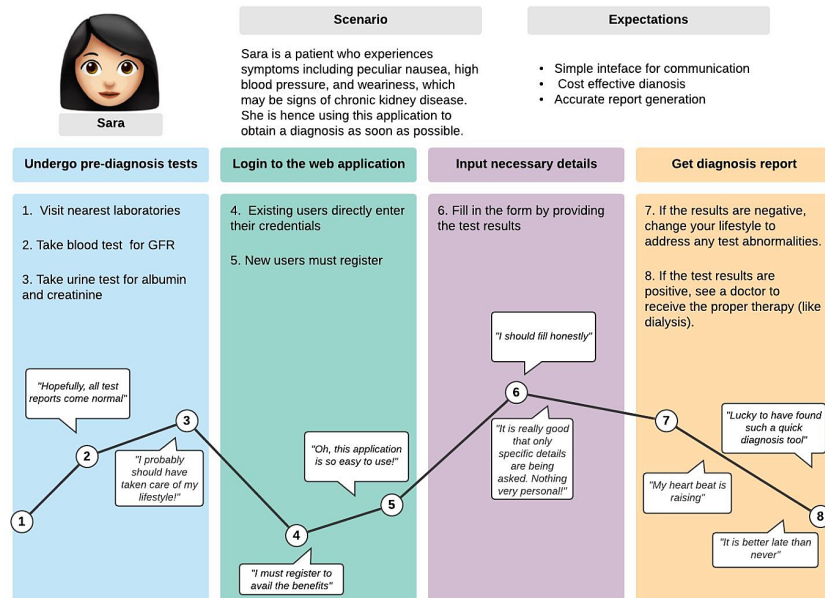 Scenario
Expectations
Sara is a patient who experiences
symptoms including peculiar nausea, high
blood pressure, and weariness, which
may be signs of chronic kidney disease.
She is hence using this application to
obtain a diagnosis as soon as possible.
• Simple inteface for communication
• Cost effective dianosis
• Accurate report generation
Sara
Undergo pre-diagnosis tests
1. Visit nearest laboratories
2. Take blood test for GFR
3. Take urine test for albumin
and creatinine
"Hopefully, all test
reports come normal"
"I probably
should have
taken care of my
lifestyle!"
1
2
3
Login to the web application
4. Existing users directly enter
their credentials
5. New users must register
"Oh, this application
is so easy to use!"
"I must register to
avail the benefits"
4
5
Input necessary details
6. Fill in the form by providing
the test results
"I should fill honestly"
6
"It is really good
that only
specific details
are being
asked. Nothing
very personal!"
Get diagnosis report
7. If the results are negative,
change your lifestyle to
address any test abnormalities.
8. If the test results are
positive, see a doctor to
receive the proper therapy (like
dialysis).
7
"Lucky to have found
such a quick
diagnosis tool"
"My heart beat is
raising"
8
"It is better late than
never"